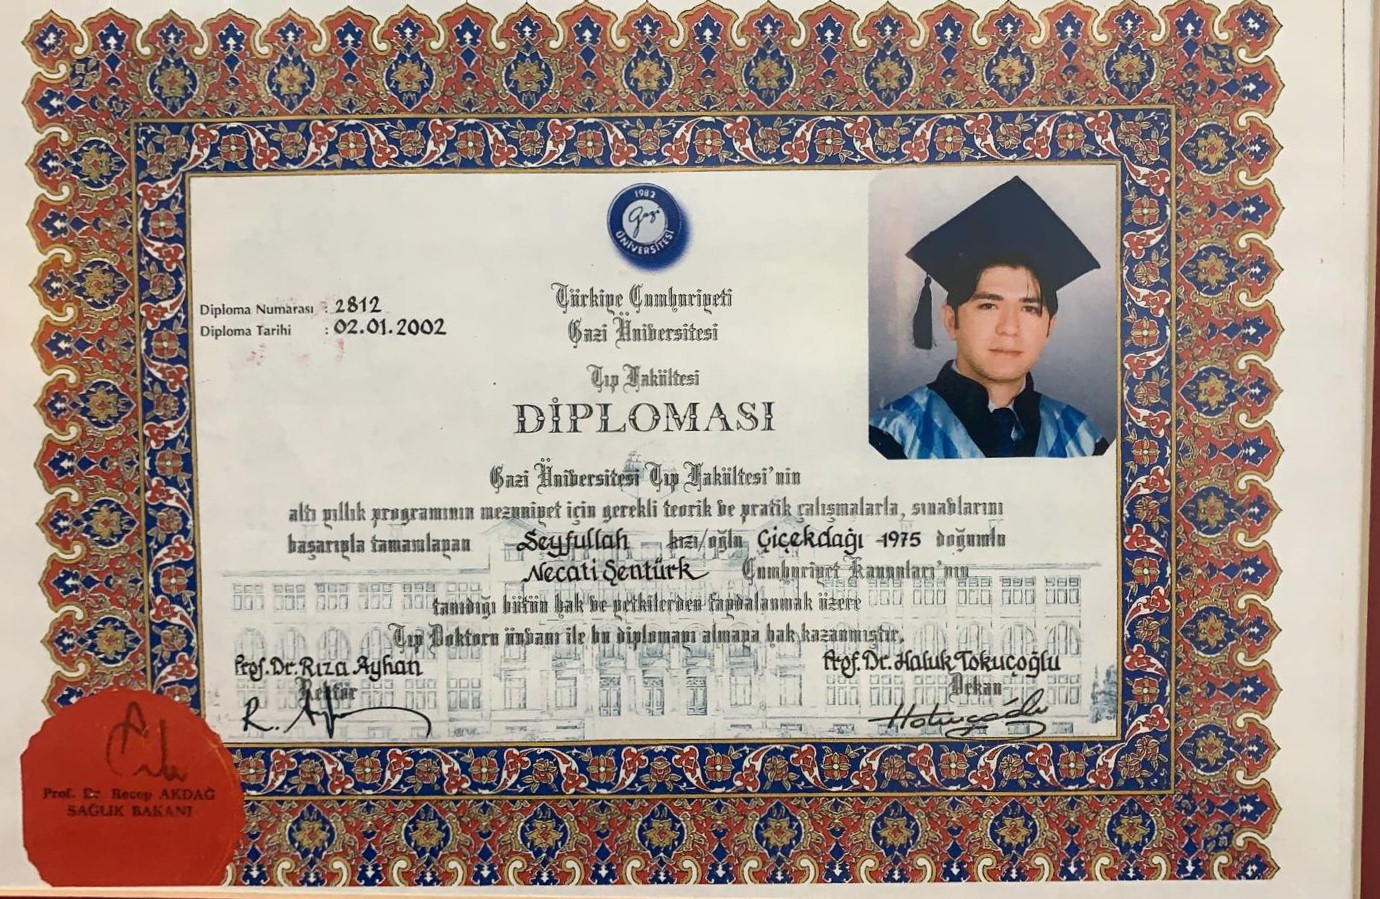 1982
Gazi
ÜNİVERSİTESİ
Diploma Numarası : 2812
Diploma Tarihi : 02.01.2002
Türkiye Cumhuriyeti
Gazi Üniversitesi
Tıp Fakültesi
DİPLOMASI
Gazi Üniversitesi Tıp Fakültesi'nin
altı yıllık programının mezuniyet için gerekli teorik ve pratik çalışmalarla, sınavlarını
başarıyla tamamlayan Seyfullah kızı/oğlu Çiçekdağı -1975 doğumlu
Necati Şentürk Cumhuriyet Kanunları'nın
tanıdığı bütün hak ve yetkilerden faydalanmak üzere
Tıp Doktoru ünvanı ile bu diplomayı almaya hak kazanmıştır.
Prof. Dr. Rıza Ayhan
Rektör
Prof. Dr. Haluk Tokuçoğlu
Dekan
Prof. Dr. Recep AKDAĞ
SAĞLIK BAKANI